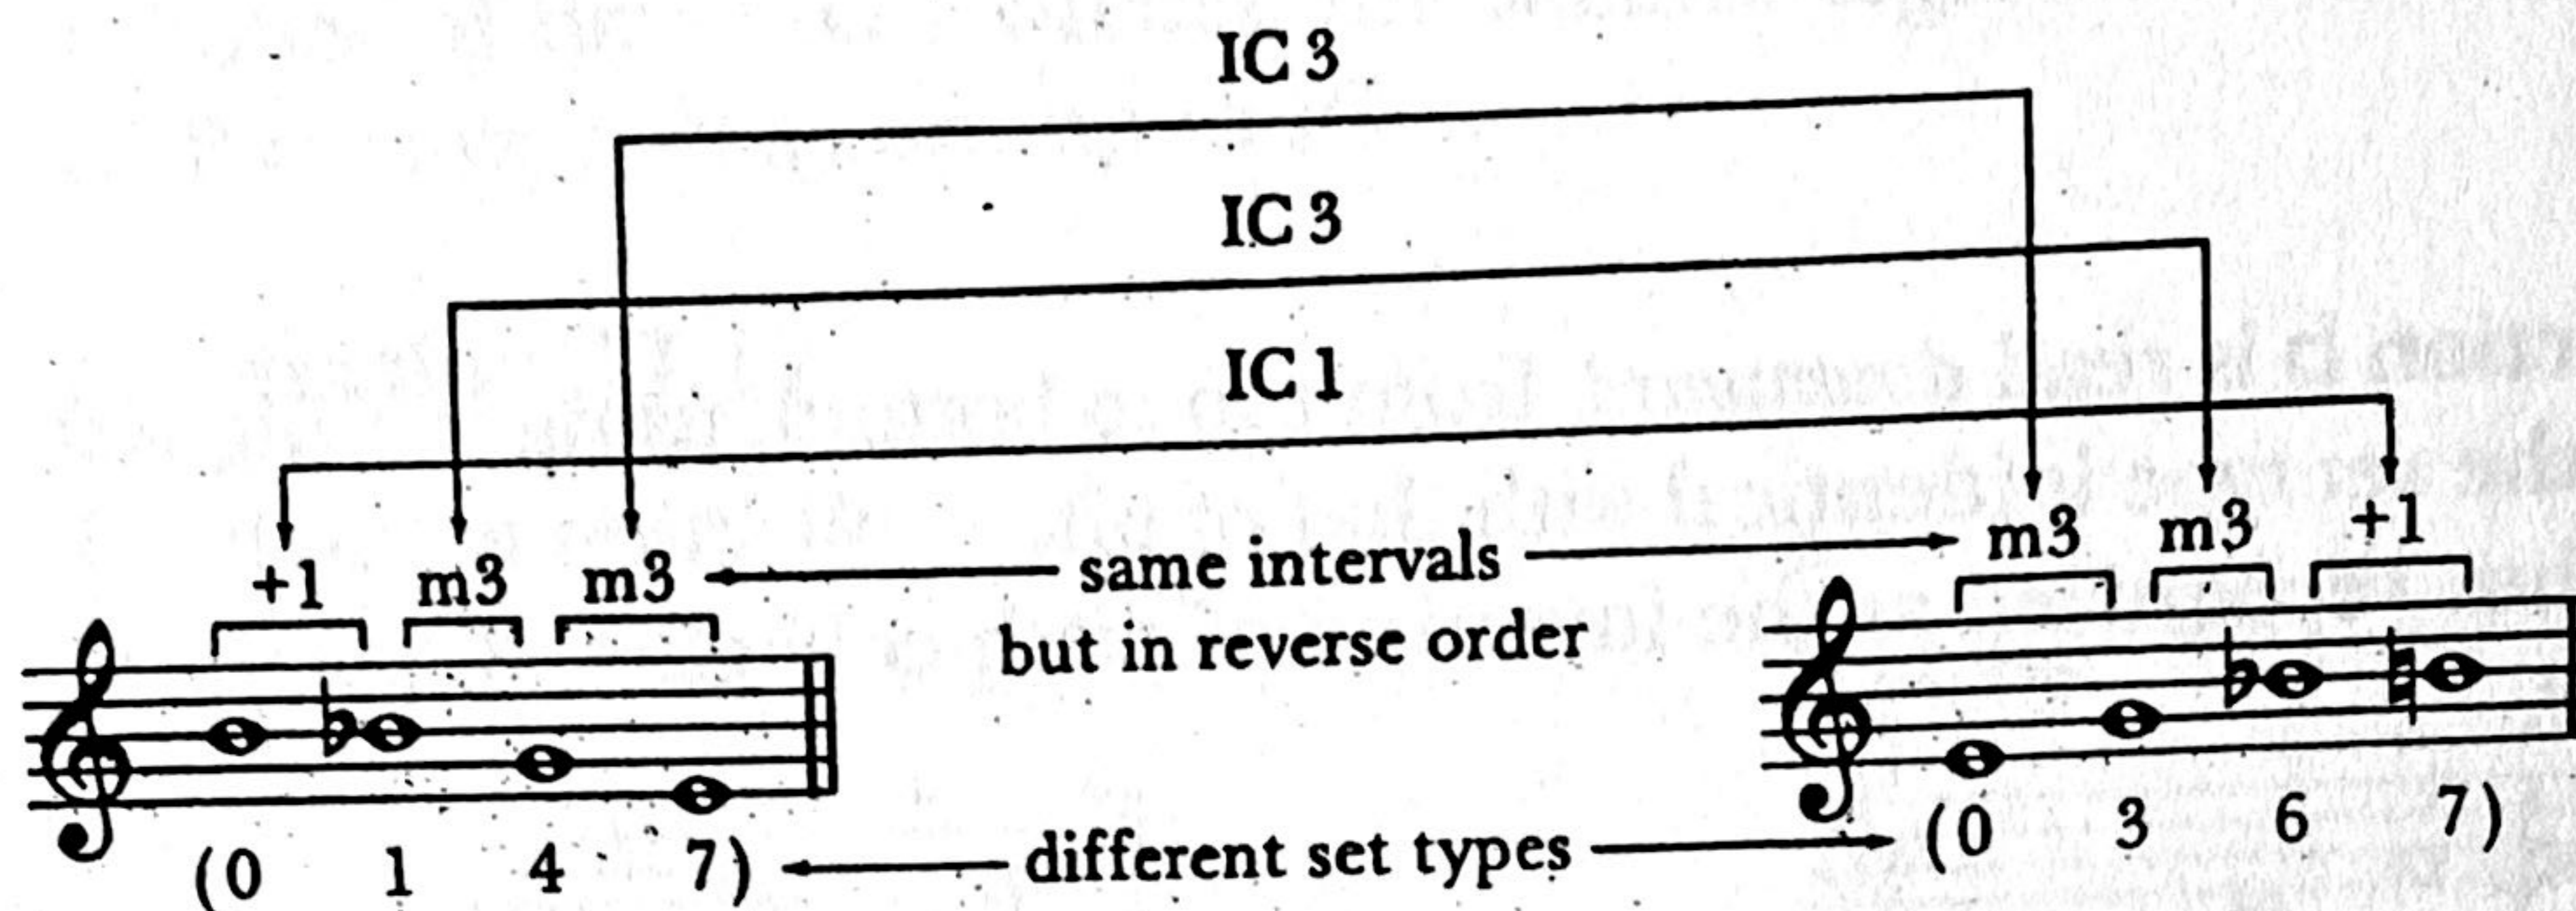 IC 3
IC 3
IC 1
+1 m3 m3 same intervals m3 m3 +1
but in reverse order
(0 1 4 7) different set types (0 3 6 7)